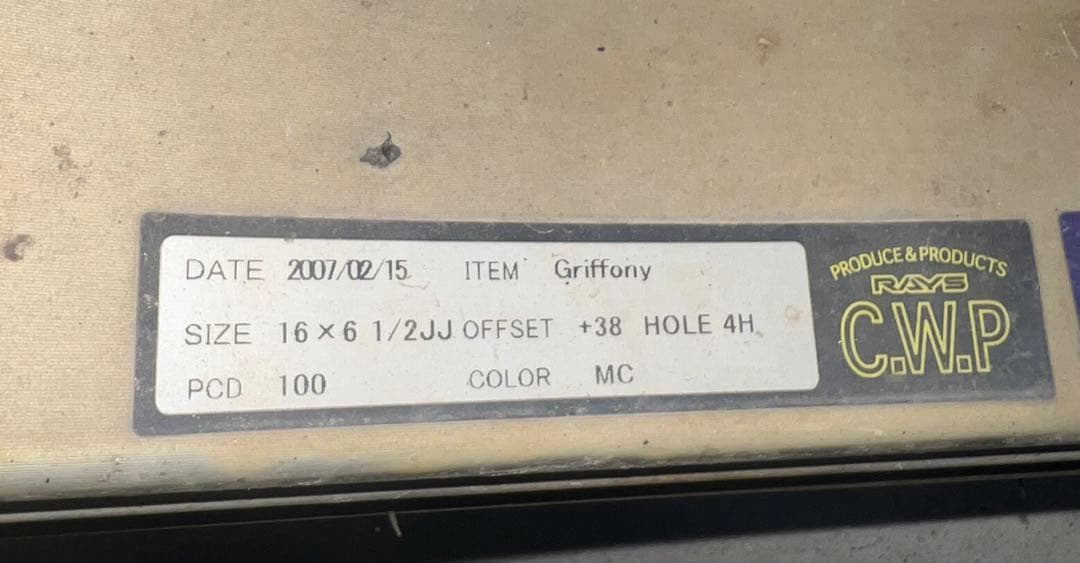 DATE 2007/02/15 ITEM Griffony
SIZE 16×6 1/2JJ OFFSET +38 HOLE 4H
PCD 100 COLOR MC
PRODUCE & PRODUCTS
RAYS
C.W.P